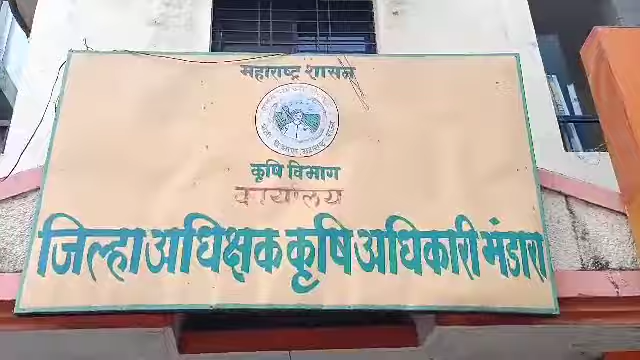 महाराष्ट्र शासन
कृषि विभाग
कार्यालय
जिल्हा अधिक्षक कृषि अधिकारी भंडारा